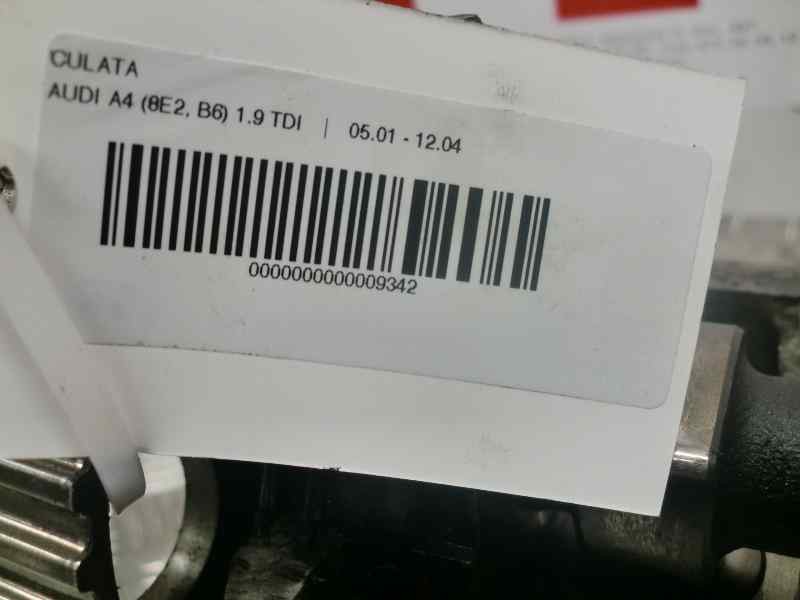 CULATA
AUDI A4 (8E2, B6) 1.9 TDI | 05.01 - 12.04
0000000000009342